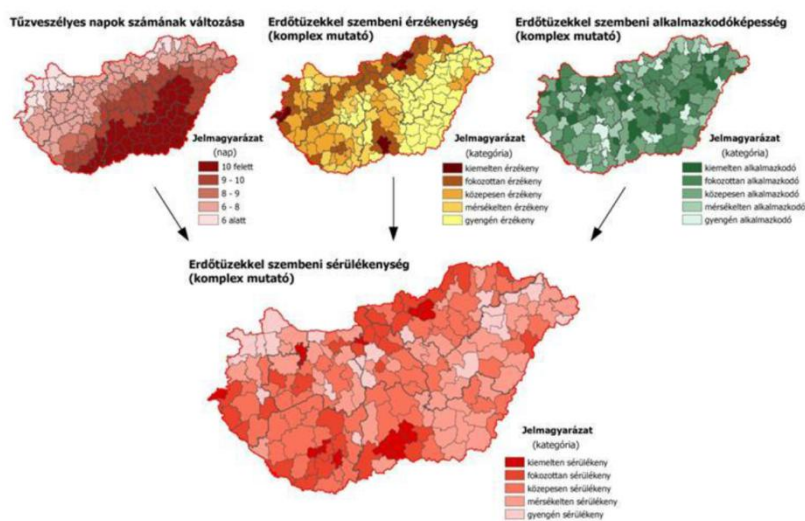 Tűzveszélyes napok számának változása
Erdőtüzekkel szembeni érzékenység
(komplex mutató)
Erdőtüzekkel szembeni alkalmazkodóképesség
(komplex mutató)
Jelmagyarázat
(nap)
10 felett
9 - 10
8 - 9
6 - 8
6 alatt
Jelmagyarázat
(kategória)
kiemelten érzékeny
fokozottan érzékeny
közepesen érzékeny
mérsékelten érzékeny
gyengén érzékeny
Jelmagyarázat
(kategória)
kiemelten alkalmazkodó
fokozottan alkalmazkodó
közepesen alkalmazkodó
mérsékelten alkalmazkodó
gyengén alkalmazkodó
Erdőtüzekkel szembeni sérülékenység
(komplex mutató)
Jelmagyarázat
(kategória)
kiemelten sérülékeny
fokozottan sérülékeny
közepesen sérülékeny
mérsékelten sérülékeny
gyengén sérülékeny